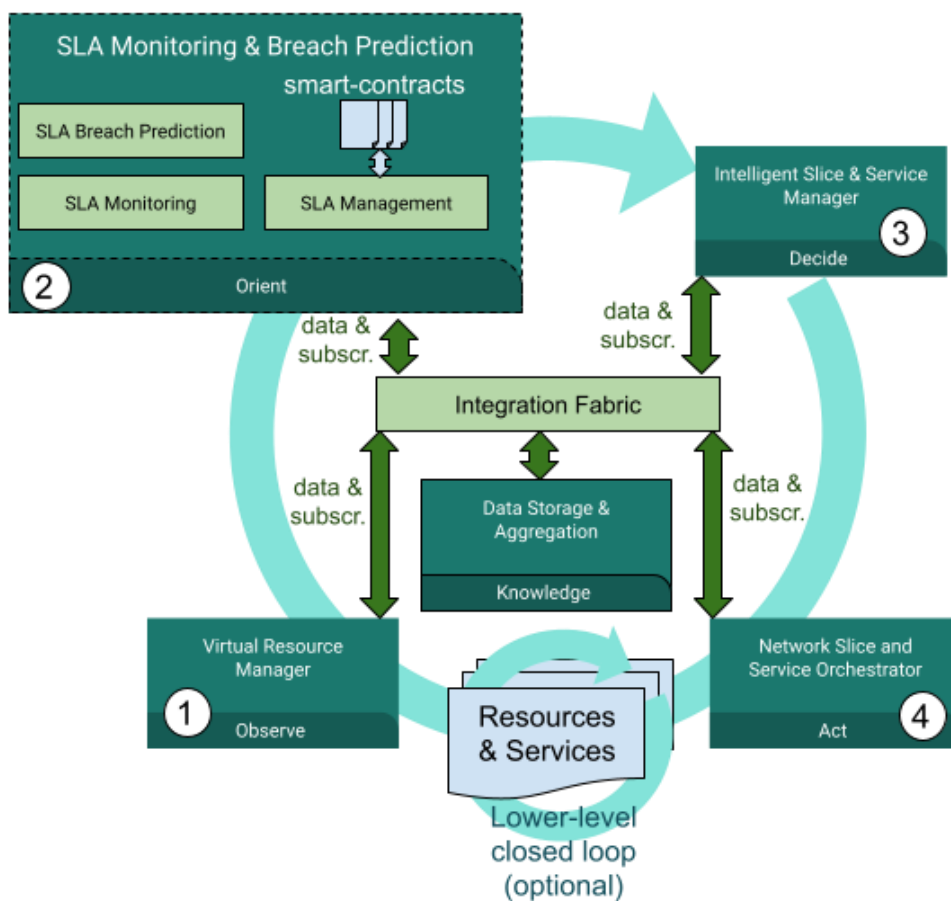 SLA Monitoring & Breach Prediction
smart-contracts
SLA Breach Prediction
SLA Monitoring
SLA Management
2
Orient
Intelligent Slice & Service
Manager
3
Decide
data &
subscr.
data &
subscr.
Integration Fabric
data &
subscr.
Data Storage &
Aggregation
Knowledge
data &
subscr.
Virtual Resource
Manager
1
Observe
Resources
& Services
Network Slice and
Service Orchestrator
4
Act
Lower-level
closed loop
(optional)